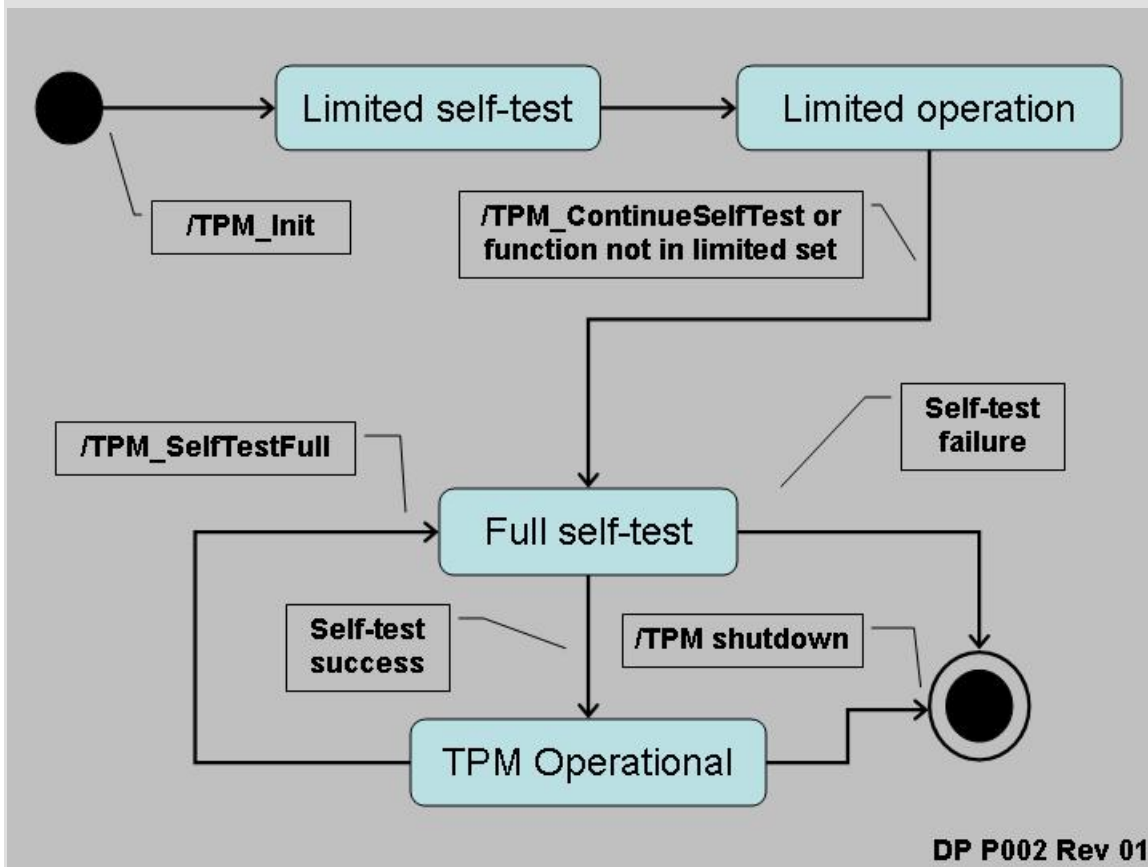 Limited self-test
Limited operation
/TPM_Init
/TPM_ContinueSelfTest or
function not in limited set
Self-test
failure
/TPM_SelfTestFull
Full self-test
Self-test
success
/TPM shutdown
TPM Operational
DP P002 Rev 01